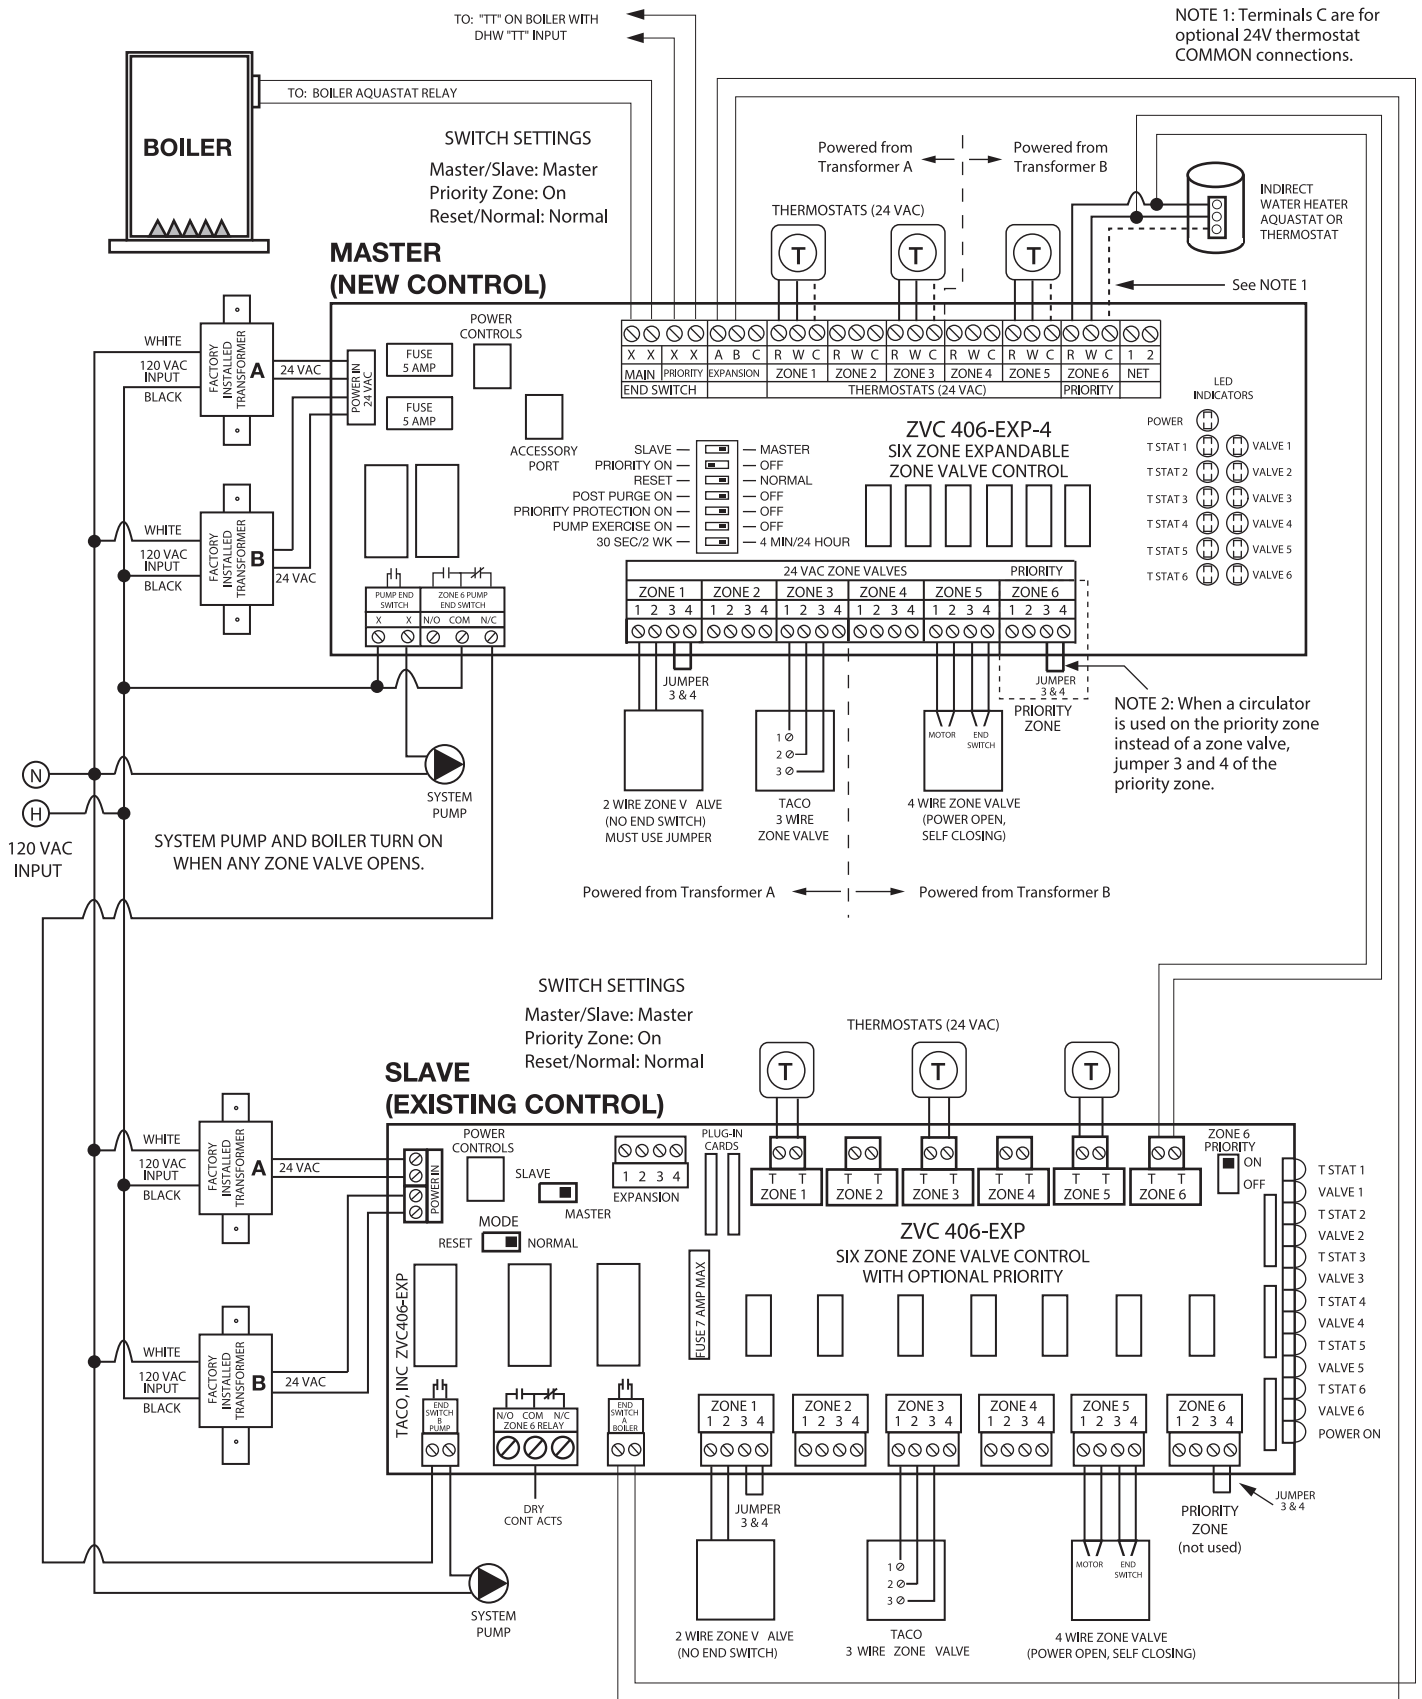 TO: "TT" ON BOILER WITH
DHW "TT" INPUT
NOTE 1: Terminals C are for
optional 24V thermostat
COMMON connections.
TO: BOILER AQUASTAT RELAY
BOILER
SWITCH SETTINGS
Master/Slave: Master
Priority Zone: On
Reset/Normal: Normal
Powered from
Transformer A
Powered from
Transformer B
INDIRECT
WATER HEATER
AQUASTAT OR
THERMOSTAT
THERMOSTATS (24 VAC)
T
T
T
See NOTE 1
MASTER
(NEW CONTROL)
WHITE
120 VAC
INPUT
BLACK
FACTORY
INSTALLED
TRANSFORMER
A
24 VAC
POWER IN
24 VAC
FUSE
5 AMP
FUSE
5 AMP
POWER
CONTROLS
ACCESSORY
PORT
X X X X A B C R W C R W C R W C R W C R W C R W C 1 2
MAIN PRIORITY EXPANSION ZONE 1 ZONE 2 ZONE 3 ZONE 4 ZONE 5 ZONE 6 NET
END SWITCH THERMOSTATS (24 VAC) PRIORITY
LED
INDICATORS
POWER
T STAT 1 VALVE 1
T STAT 2 VALVE 2
T STAT 3 VALVE 3
T STAT 4 VALVE 4
T STAT 5 VALVE 5
T STAT 6 VALVE 6
ZVC 406-EXP-4
SIX ZONE EXPANDABLE
ZONE VALVE CONTROL
SLAVE MASTER
PRIORITY ON OFF
RESET NORMAL
POST PURGE ON OFF
PRIORITY PROTECTION ON OFF
PUMP EXERCISE ON OFF
30 SEC/2 WK 4 MIN/24 HOUR
WHITE
120 VAC
INPUT
BLACK
FACTORY
INSTALLED
TRANSFORMER
B
24 VAC
PUMP END
SWITCH
X X
ZONE 6 PUMP
END SWITCH
N/O COM N/C
24 VAC ZONE VALVES PRIORITY
ZONE 1 ZONE 2 ZONE 3 ZONE 4 ZONE 5 ZONE 6
1 2 3 4 1 2 3 4 1 2 3 4 1 2 3 4 1 2 3 4 1 2 3 4
JUMPER
3 & 4
JUMPER
3 & 4
PRIORITY
ZONE
NOTE 2: When a circulator
is used on the priority zone
instead of a zone valve,
jumper 3 and 4 of the
priority zone.
1
2
3
MOTOR
END
SWITCH
N
H
120 VAC
INPUT
SYSTEM
PUMP
SYSTEM PUMP AND BOILER TURN ON
WHEN ANY ZONE VALVE OPENS.
2 WIRE ZONE V ALVE
(NO END SWITCH)
MUST USE JUMPER
TACO
3 WIRE
ZONE VALVE
4 WIRE ZONE VALVE
(POWER OPEN,
SELF CLOSING)
Powered from Transformer A
Powered from Transformer B
SWITCH SETTINGS
Master/Slave: Master
Priority Zone: On
Reset/Normal: Normal
THERMOSTATS (24 VAC)
T
T
T
SLAVE
(EXISTING CONTROL)
WHITE
120 VAC
INPUT
BLACK
FACTORY
INSTALLED
TRANSFORMER
A
24 VAC
POWER IN
POWER
CONTROLS
SLAVE
MASTER
MODE
RESET NORMAL
1 2 3 4
EXPANSION
PLUG-IN
CARDS
T T T T T T T T T T T T
ZONE 1 ZONE 2 ZONE 3 ZONE 4 ZONE 5 ZONE 6
ZONE 6
PRIORITY
ON
OFF
T STAT 1
VALVE 1
T STAT 2
VALVE 2
T STAT 3
VALVE 3
T STAT 4
VALVE 4
T STAT 5
VALVE 5
T STAT 6
VALVE 6
POWER ON
ZVC 406-EXP
SIX ZONE ZONE VALVE CONTROL
WITH OPTIONAL PRIORITY
TACO, INC ZVC406-EXP
FUSE 7 AMP MAX
WHITE
120 VAC
INPUT
BLACK
FACTORY
INSTALLED
TRANSFORMER
B
24 VAC
END
SWITCH
B
PUMP
N/O COM N/C
ZONE 6 RELAY
END
SWITCH
A
BOILER
ZONE 1 ZONE 2 ZONE 3 ZONE 4 ZONE 5 ZONE 6
1 2 3 4 1 2 3 4 1 2 3 4 1 2 3 4 1 2 3 4 1 2 3 4
DRY
CONT ACTS
JUMPER
3 & 4
PRIORITY
ZONE
(not used)
JUMPER
3 & 4
1
2
3
MOTOR
END
SWITCH
SYSTEM
PUMP
2 WIRE ZONE V ALVE
(NO END SWITCH)
TACO
3 WIRE ZONE VALVE
4 WIRE ZONE VALVE
(POWER OPEN, SELF CLOSING)